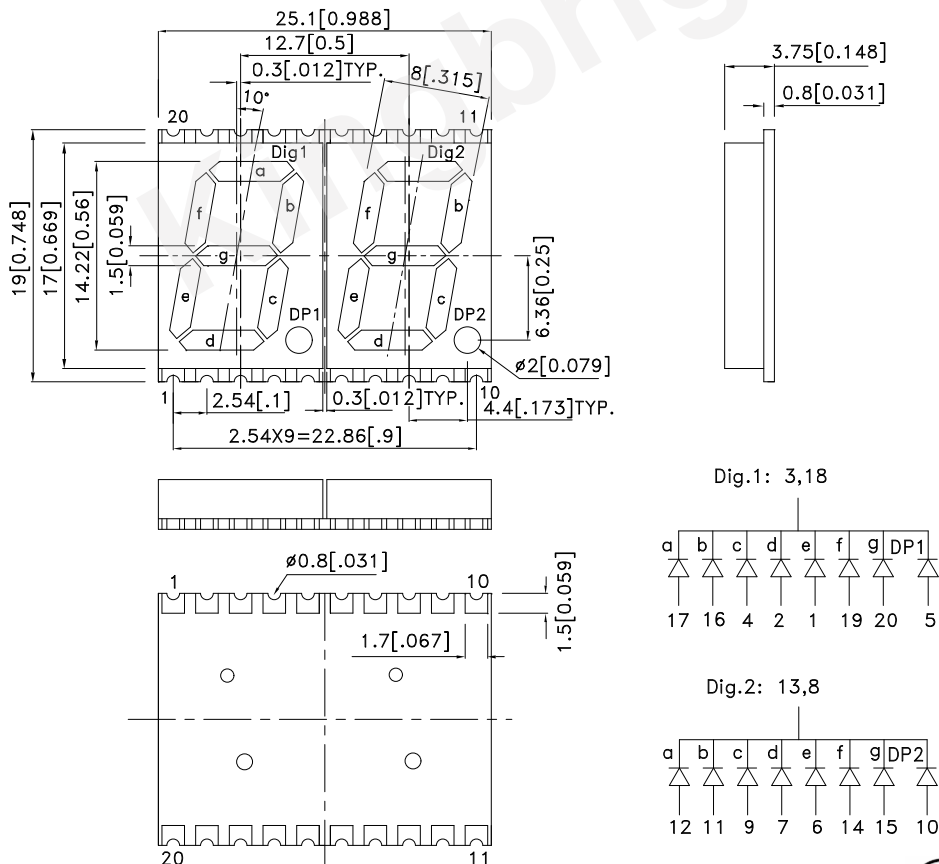 25.1[0.988]
12.7[0.5]
0.3[.012]TYP.
8[.315]
10°
20
11
Dig1
Dig2
a
b
f
g
e
c
d
DP1
f
b
g
e
c
d
DP2
19[0.748]
17[0.669]
14.22[0.56]
1.5[0.059]
6.36[0.25]
ø2[0.079]
1
10
2.54[.1]
0.3[.012]TYP.
4.4[.173]TYP.
2.54X9=22.86[.9]
3.75[0.148]
0.8[0.031]
ø0.8[.031]
1
10
1.5[0.059]
1.7[.067]
20
11
Dig.1: 3,18
a b c d e f g DP1
17 16 4 2 1 19 20 5
Dig.2: 13,8
a b c d e f g DP2
12 11 9 7 6 14 15 10